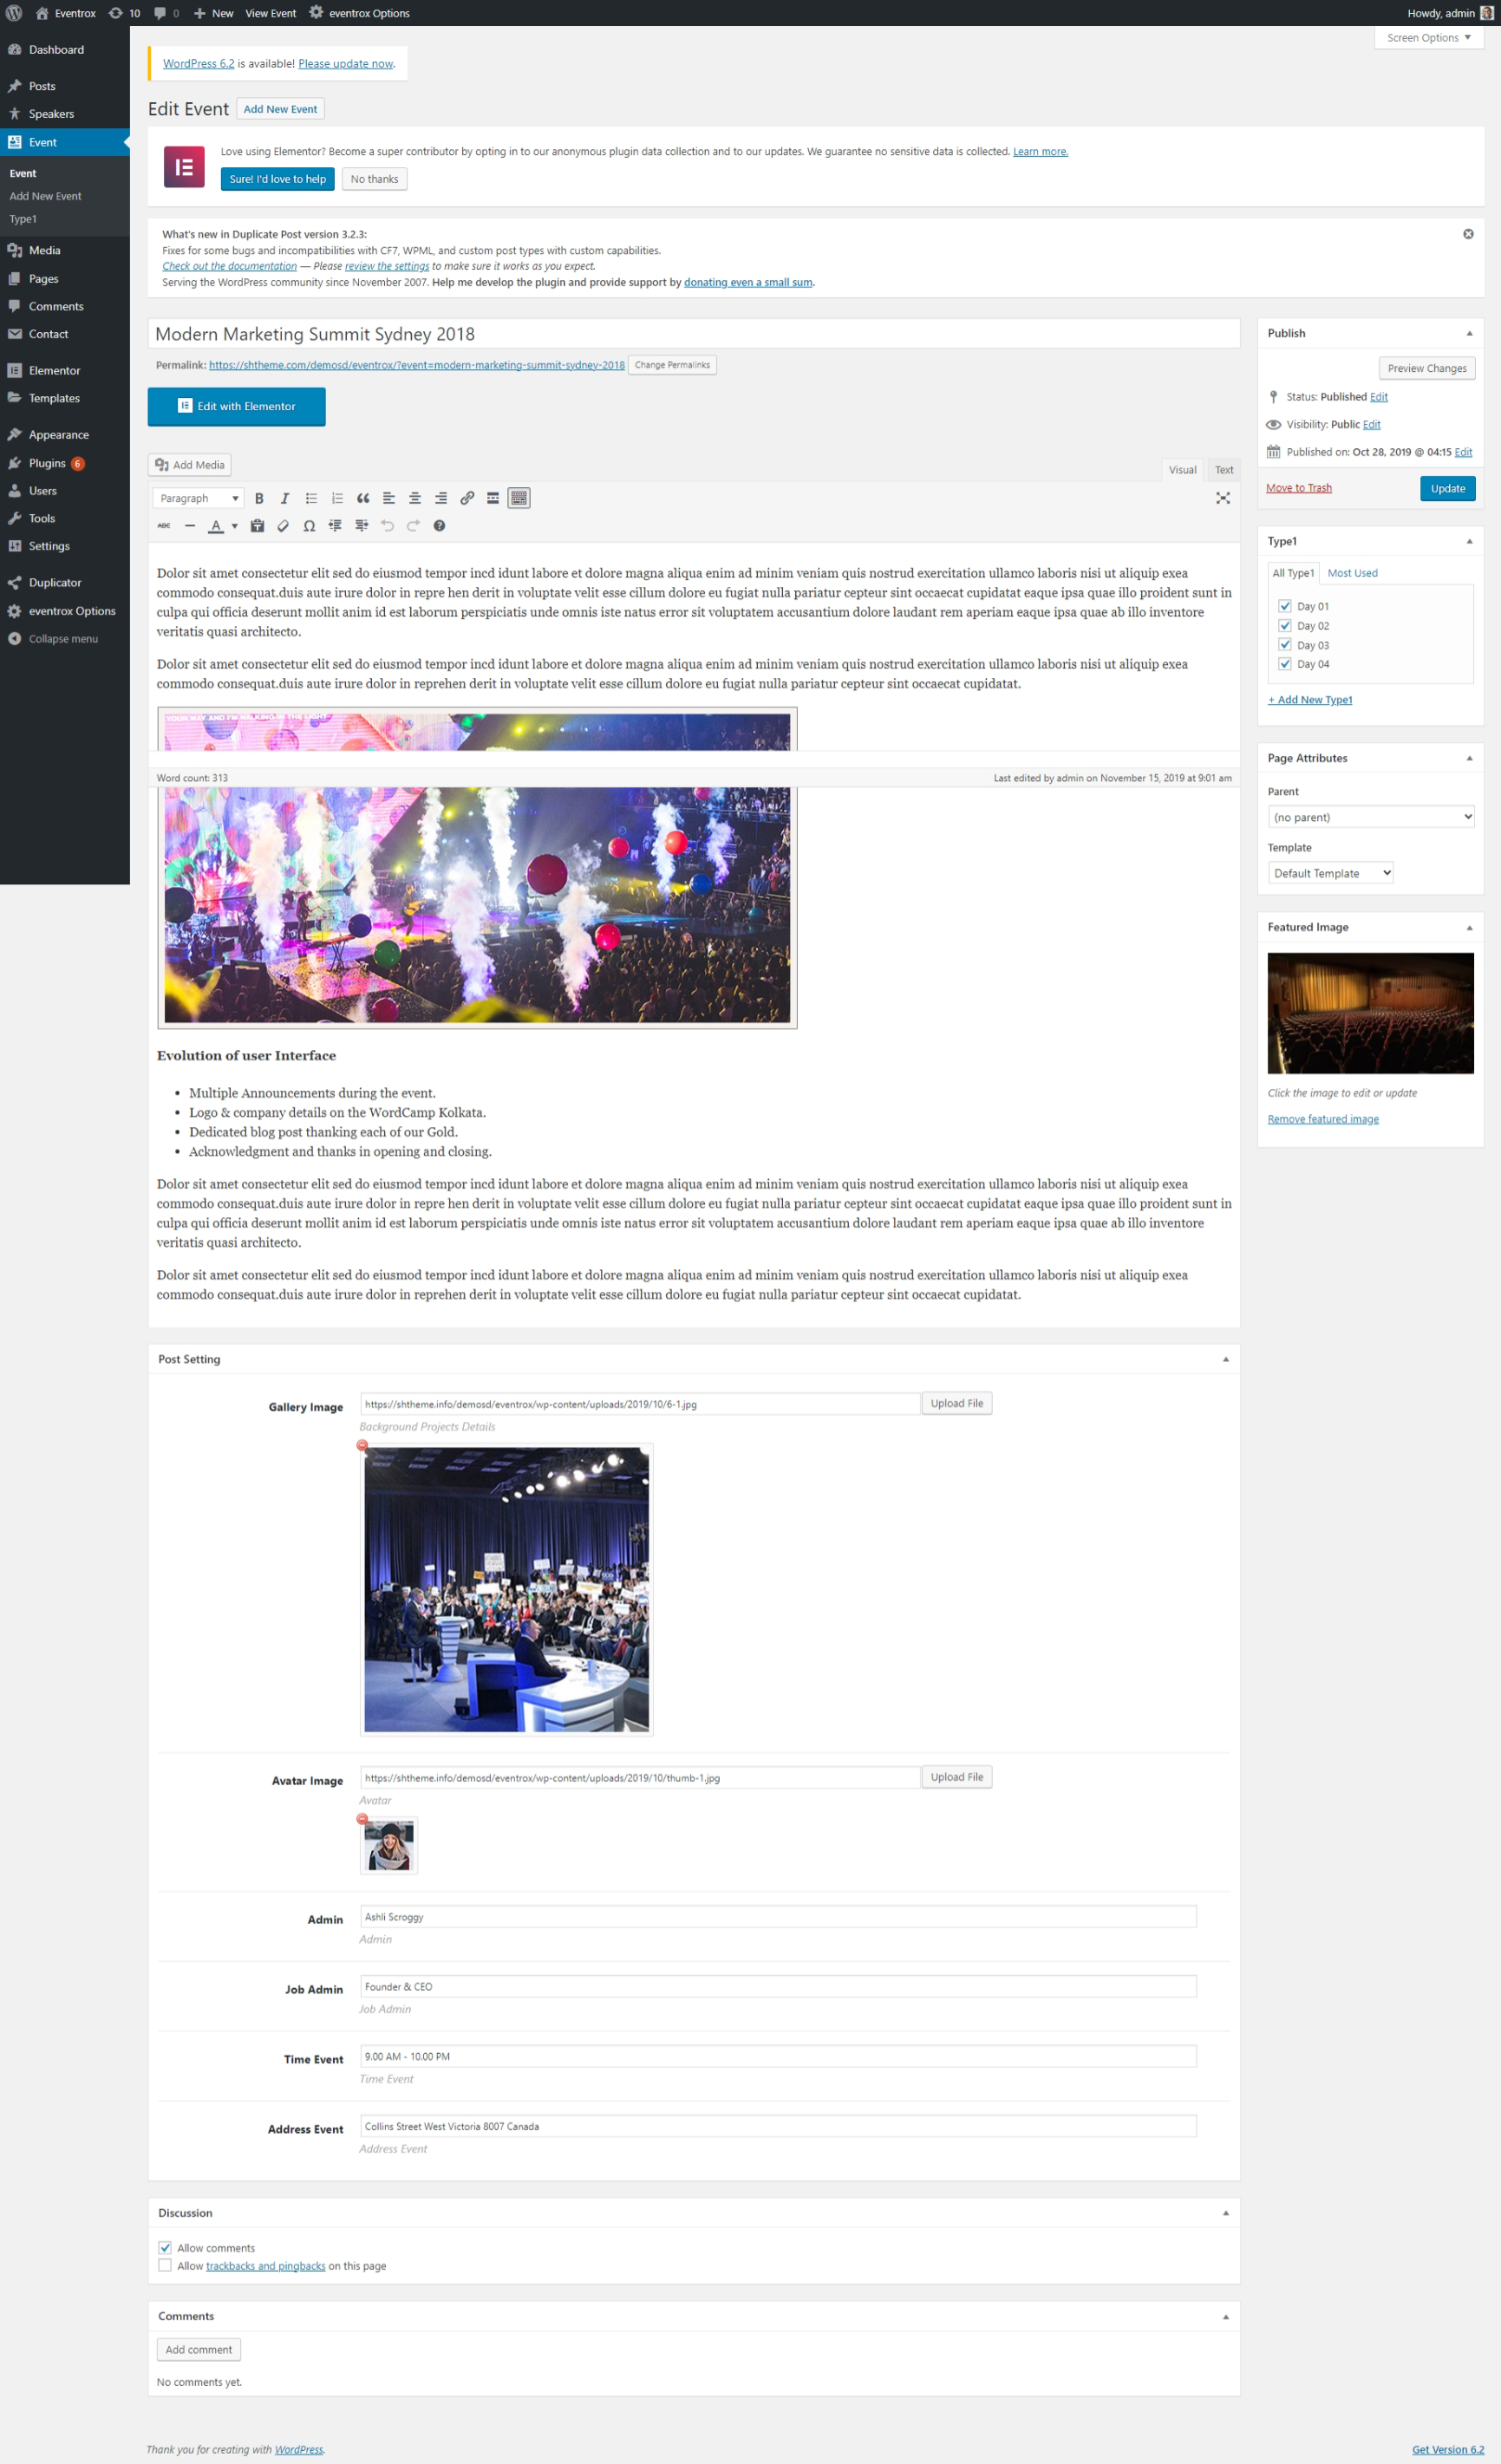 Eventrox 10 0 New View Event eventrox Options Howdy, admin
Screen Options
Dashboard
Posts
Speakers
Event
Event
Add New Event
Type1
Media
Pages
Comments
Contact
Elementor
Templates
Appearance
Plugins 6
Users
Tools
Settings
Duplicator
eventrox Options
Collapse menu
WordPress 6.2 is available! Please update now.
Edit Event Add New Event
Love using Elementor? Become a super contributor by opting in to our anonymous plugin data collection and to our updates. We guarantee no sensitive data is collected. Learn more.
Sure! I'd love to help No thanks
What's new in Duplicate Post version 3.2.3:
Fixes for some bugs and incompatibilities with CF7, WPML, and custom post types with custom capabilities.
Check out the documentation — Please review the settings to make sure it works as you expect.
Serving the WordPress community since November 2007. Help me develop the plugin and provide support by donating even a small sum.
Modern Marketing Summit Sydney 2018
Permalink: https://shtheme.com/demosd/eventrox/?event=modern-marketing-summit-sydney-2018 Change Permalinks
Edit with Elementor
Add Media
Visual Text
Paragraph
Dolor sit amet consectetur elit sed do eiusmod tempor incd idunt labore et dolore magna aliqua enim ad minim veniam quis nostrud exercitation ullamco laboris nisi ut aliquip exea
commodo consequat.duis aute irure dolor in repre hen derit in voluptate velit esse cillum dolore eu fugiat nulla pariatur cepteur sint occaecat cupidatat eaque ipsa quae illo proident sunt in
culpa qui officia deserunt mollit anim id est laborum perspiciatis unde omnis iste natus error sit voluptatem accusantium dolore laudant rem aperiam eaque ipsa quae ab illo inventore
veritatis quasi architecto.
Dolor sit amet consectetur elit sed do eiusmod tempor incd idunt labore et dolore magna aliqua enim ad minim veniam quis nostrud exercitation ullamco laboris nisi ut aliquip exea
commodo consequat.duis aute irure dolor in reprehen derit in voluptate velit esse cillum dolore eu fugiat nulla pariatur cepteur sint occaecat cupidatat.
YOUR WAY AND I'M WALKING IN THE LIGHT
Word count: 313 Last edited by admin on November 15, 2019 at 9:01 am
Evolution of user Interface
Multiple Announcements during the event.
Logo & company details on the WordCamp Kolkata.
Dedicated blog post thanking each of our Gold.
Acknowledgment and thanks in opening and closing.
Dolor sit amet consectetur elit sed do eiusmod tempor incd idunt labore et dolore magna aliqua enim ad minim veniam quis nostrud exercitation ullamco laboris nisi ut aliquip exea
commodo consequat.duis aute irure dolor in repre hen derit in voluptate velit esse cillum dolore eu fugiat nulla pariatur cepteur sint occaecat cupidatat eaque ipsa quae illo proident sunt in
culpa qui officia deserunt mollit anim id est laborum perspiciatis unde omnis iste natus error sit voluptatem accusantium dolore laudant rem aperiam eaque ipsa quae ab illo inventore
veritatis quasi architecto.
Dolor sit amet consectetur elit sed do eiusmod tempor incd idunt labore et dolore magna aliqua enim ad minim veniam quis nostrud exercitation ullamco laboris nisi ut aliquip exea
commodo consequat.duis aute irure dolor in reprehen derit in voluptate velit esse cillum dolore eu fugiat nulla pariatur cepteur sint occaecat cupidatat.
Publish
Preview Changes
Status: Published Edit
Visibility: Public Edit
Published on: Oct 28, 2019 @ 04:15 Edit
Move to Trash Update
Type1
All Type1 Most Used
Day 01
Day 02
Day 03
Day 04
+ Add New Type1
Page Attributes
Parent
(no parent)
Template
Default Template
Featured Image
Click the image to edit or update
Remove featured image
Post Setting
Gallery Image https://shtheme.info/demosd/eventrox/wp-content/uploads/2019/10/6-1.jpg Upload File
Background Projects Details
Avatar Image https://shtheme.info/demosd/eventrox/wp-content/uploads/2019/10/thumb-1.jpg Upload File
Avatar
Admin Ashli Scroggy
Admin
Job Admin Founder & CEO
Job Admin
Time Event 9.00 AM - 10.00 PM
Time Event
Address Event Collins Street West Victoria 8007 Canada
Address Event
Discussion
Allow comments
Allow trackbacks and pingbacks on this page
Comments
Add comment
No comments yet.
Thank you for creating with WordPress. Get Version 6.2